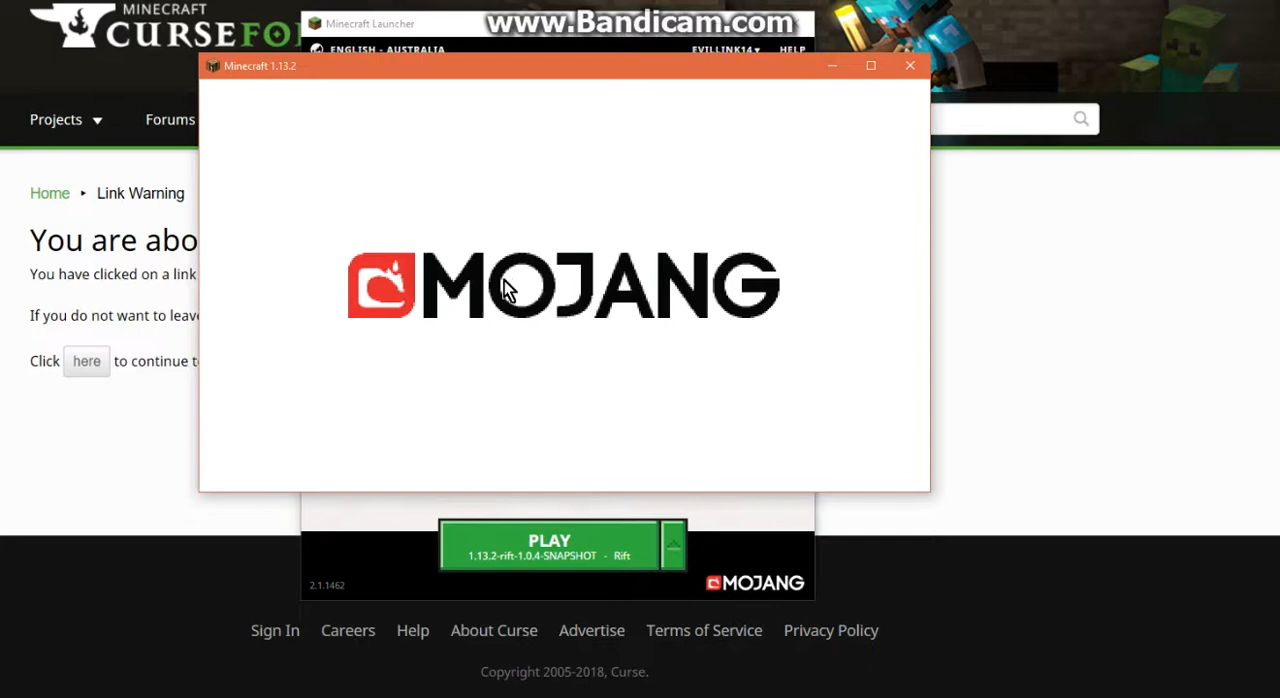 MINECRAFT
CURSEFO
Minecraft Launcher
www.Bandicam.com
ENGLISH - AUSTRALIA
EVILLINK14
HELP
Minecraft 1.13.2
Projects
Forums
Home
Link Warning
You are abo
You have clicked on a link
If you do not want to leave
Click here to continue to
MOJANG
PLAY
1.13.2-rift-1.0.4-SNAPSHOT - Rift
2.1.1462
MOJANG
Sign In Careers Help About Curse Advertise Terms of Service Privacy Policy
Copyright 2005-2018, Curse.